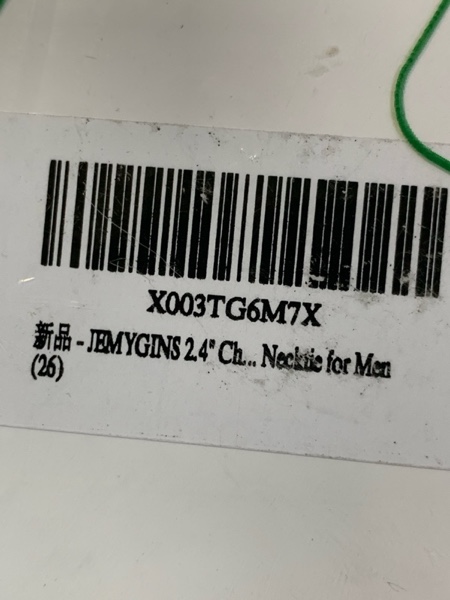 X003TG6M7X
新品 - JEMYGINS 2.4" Ch... Necktie for Men
(26)